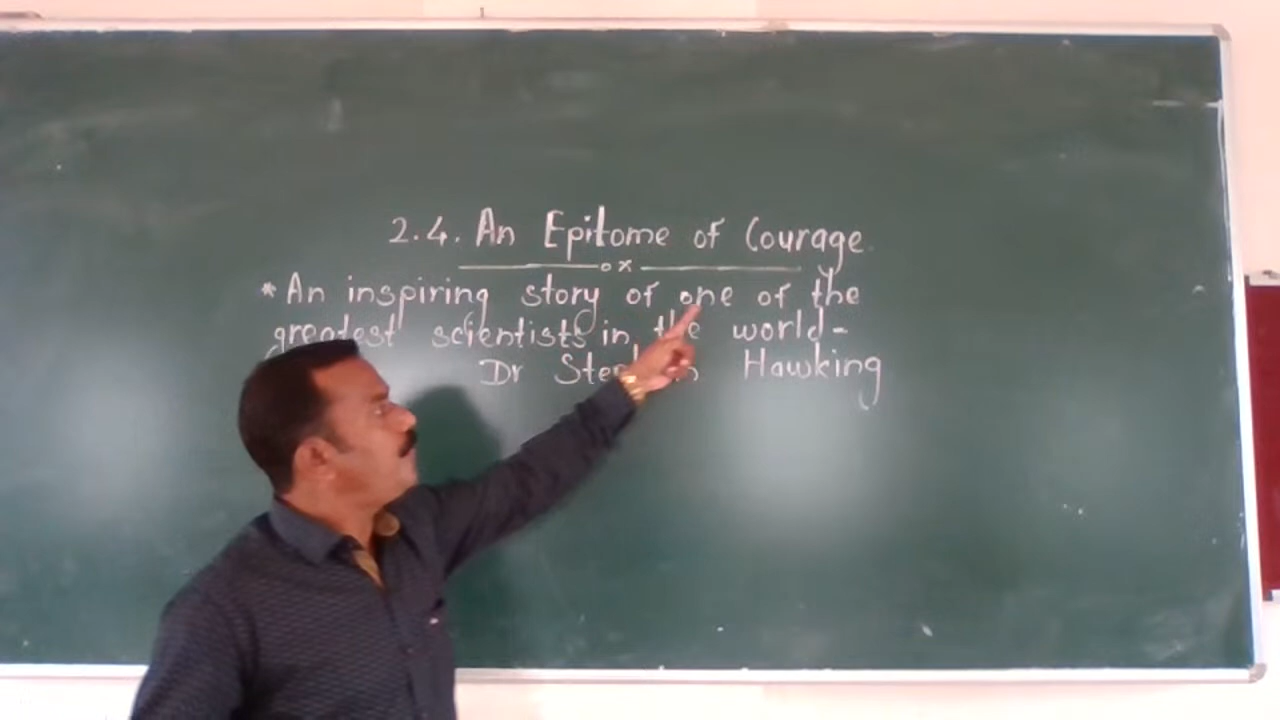 2.4. An Epitome of Courage
* An inspiring story of one of the
greatest scientists in the world-
Dr Stephen Hawking